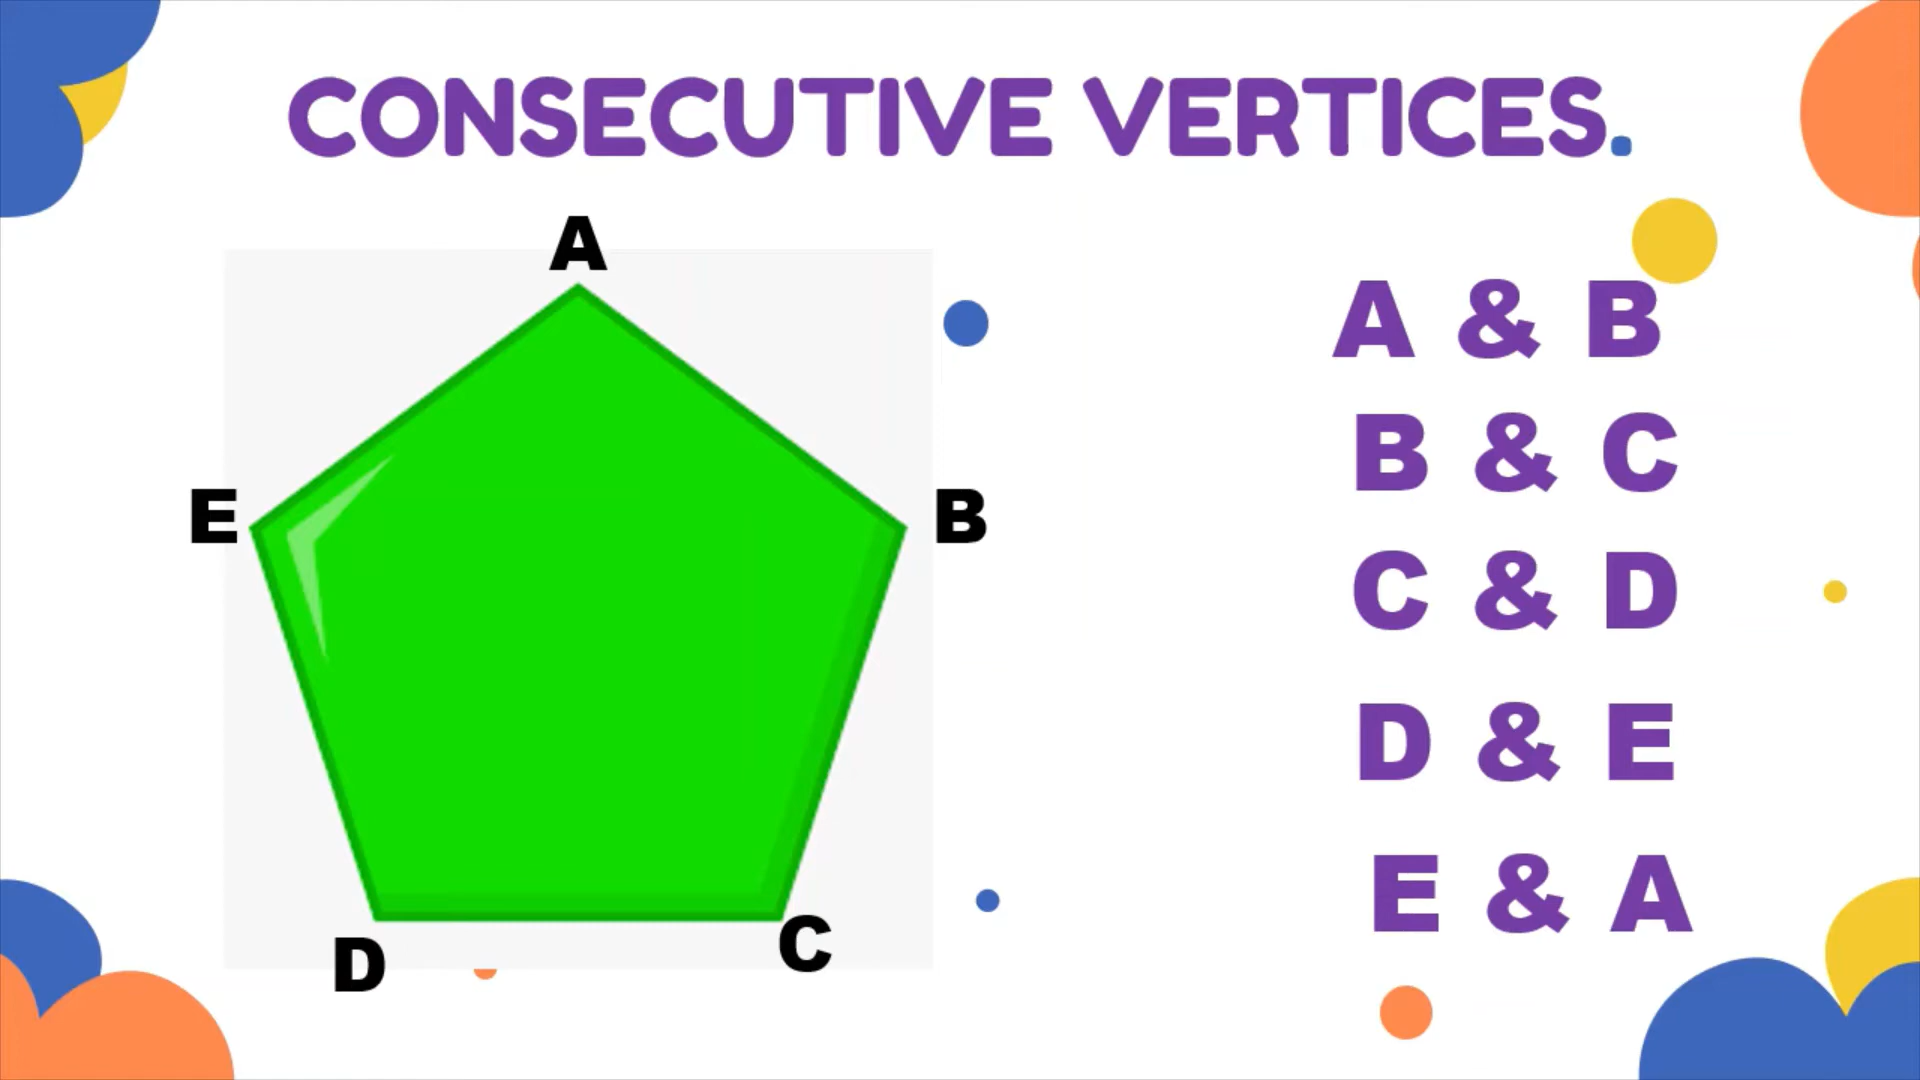 CONSECUTIVE VERTICES.
A
E
B
D
C
A & B
B & C
C & D
D & E
E & A